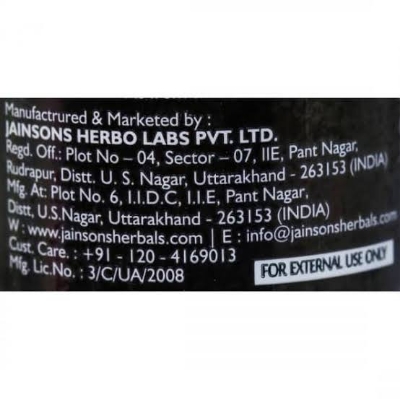 Manufactrured & Marketed by :
JAINSONS HERBO LABS PVT. LTD.
Regd. Off.: Plot No – 04, Sector – 07, IIE, Pant Nagar,
Rudrapur, Distt. U. S. Nagar, Uttarakhand - 263153 (INDIA)
Mfg. At: Plot No. 6, I.I.D.C, I.I.E, Pant Nagar,
Distt, U.S.Nagar, Uttarakhand - 263153 (INDIA)
W : www.jainsonsherbals.com | E : info@jainsonsherbals.com
Cust. Care. : +91 - 120 - 4169013
Mfg. Lic.No. : 3/C/UA/2008
FOR EXTERNAL USE ONLY